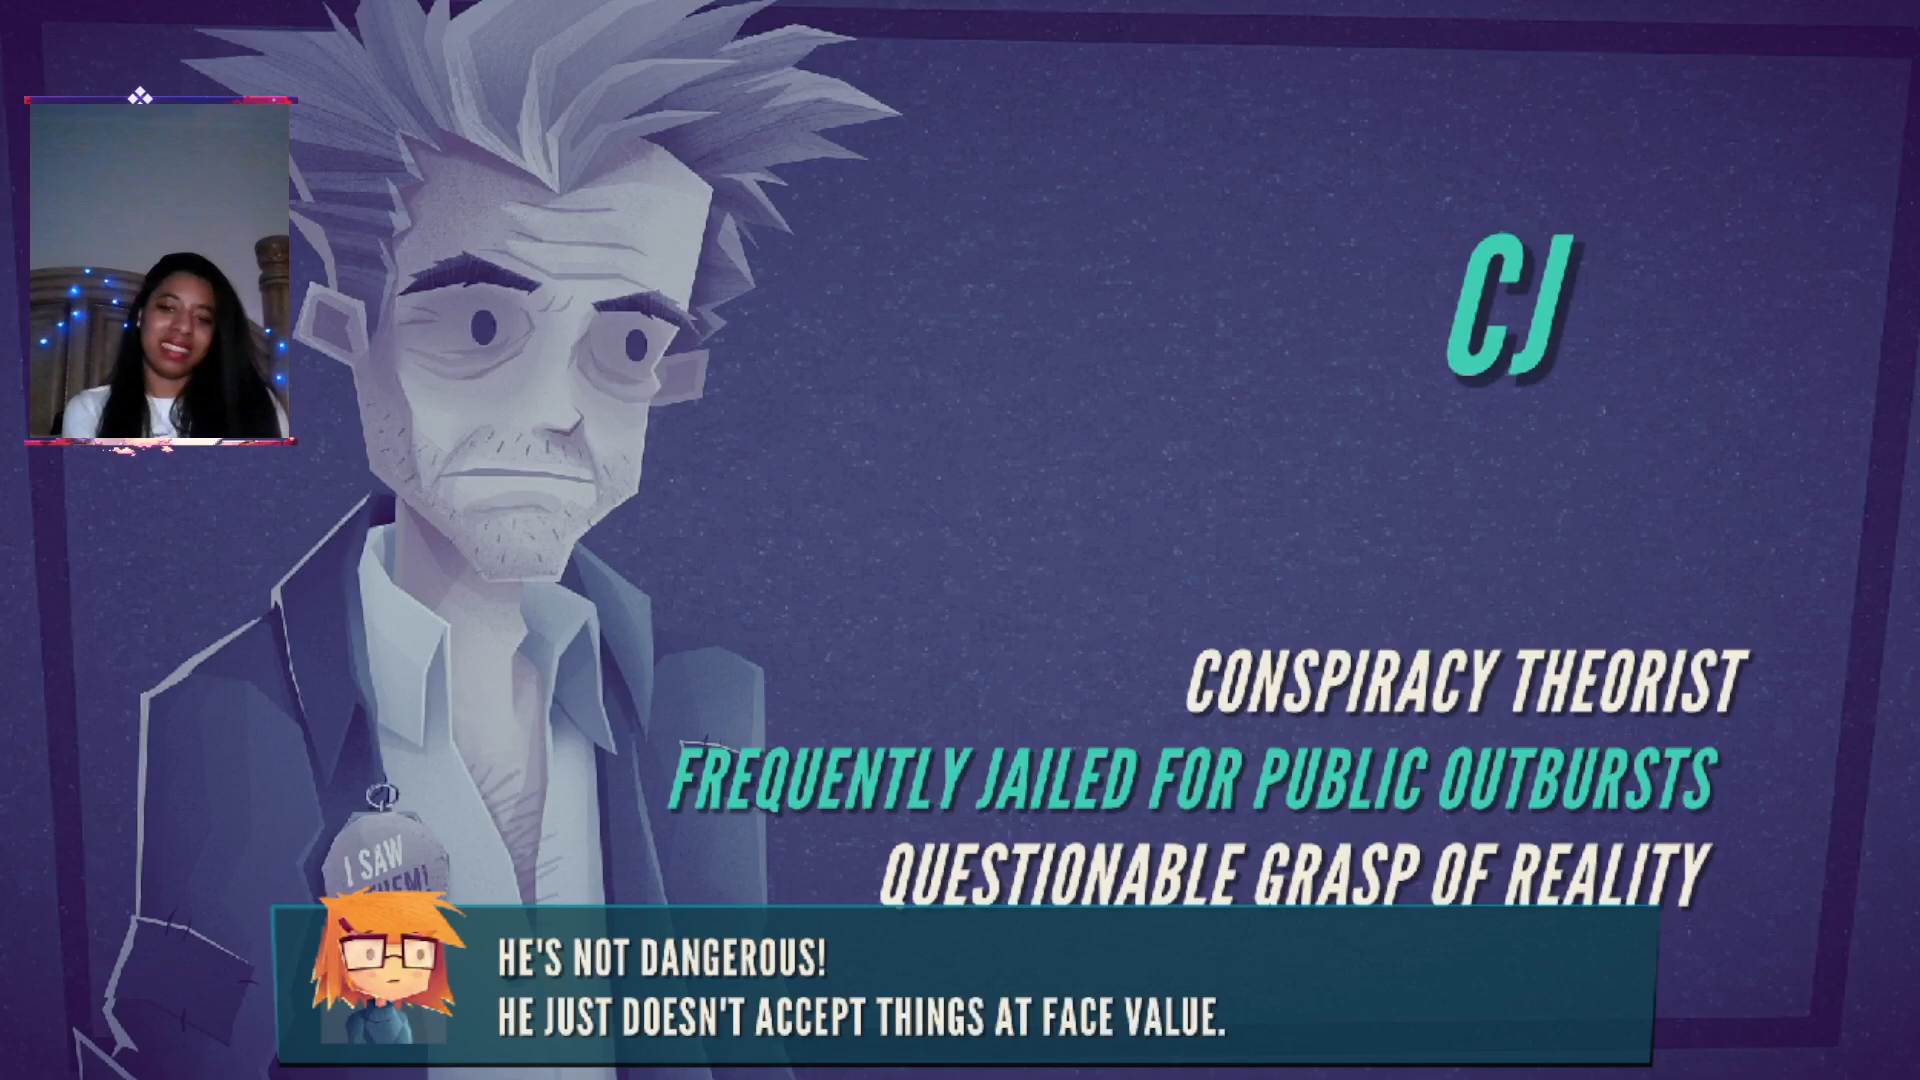 CJ
CONSPIRACY THEORIST
FREQUENTLY JAILED FOR PUBLIC OUTBURSTS
QUESTIONABLE GRASP OF REALITY
I SAW
THEM!
HE'S NOT DANGEROUS!
HE JUST DOESN'T ACCEPT THINGS AT FACE VALUE.